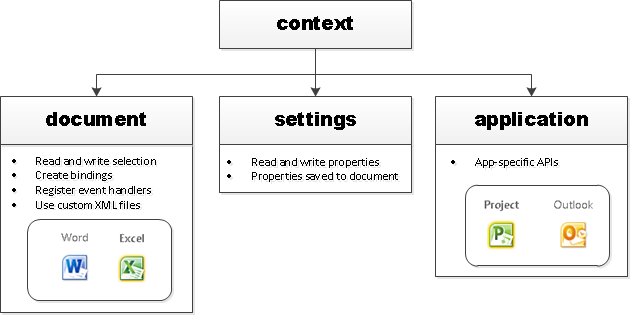 context
document
• Read and write selection
• Create bindings
• Register event handlers
• Use custom XML files
Word Excel
settings
• Read and write properties
• Properties saved to document
application
• App-specific APIs
Project Outlook